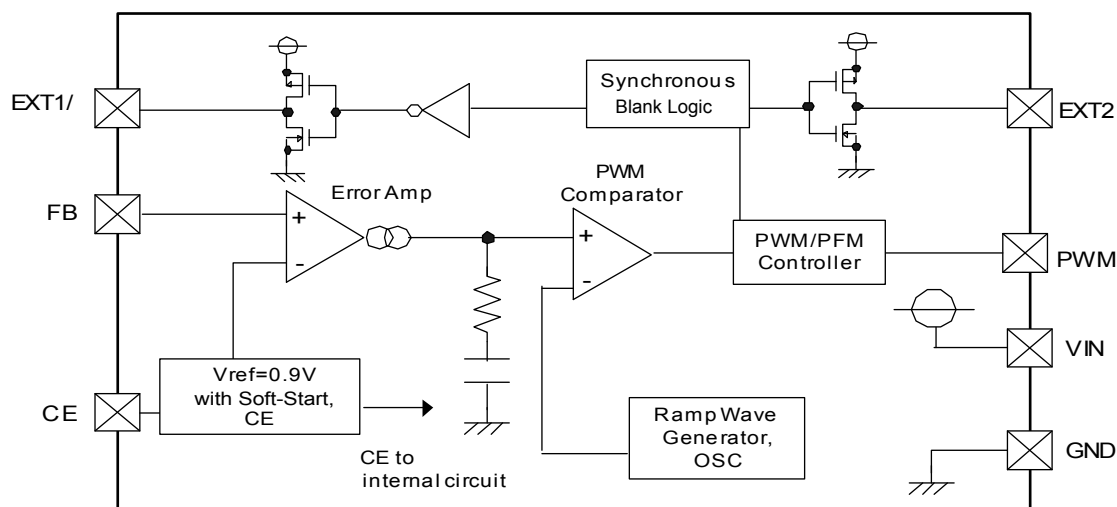 EXT1/
Synchronous
Blank Logic
EXT2
FB
Error Amp
+
-
PWM
Comparator
+
-
PWM/PFM
Controller
PWM
VIN
CE
Vref=0.9V
with Soft-Start,
CE
CE to
internal circuit
Ramp Wave
Generator,
OSC
GND